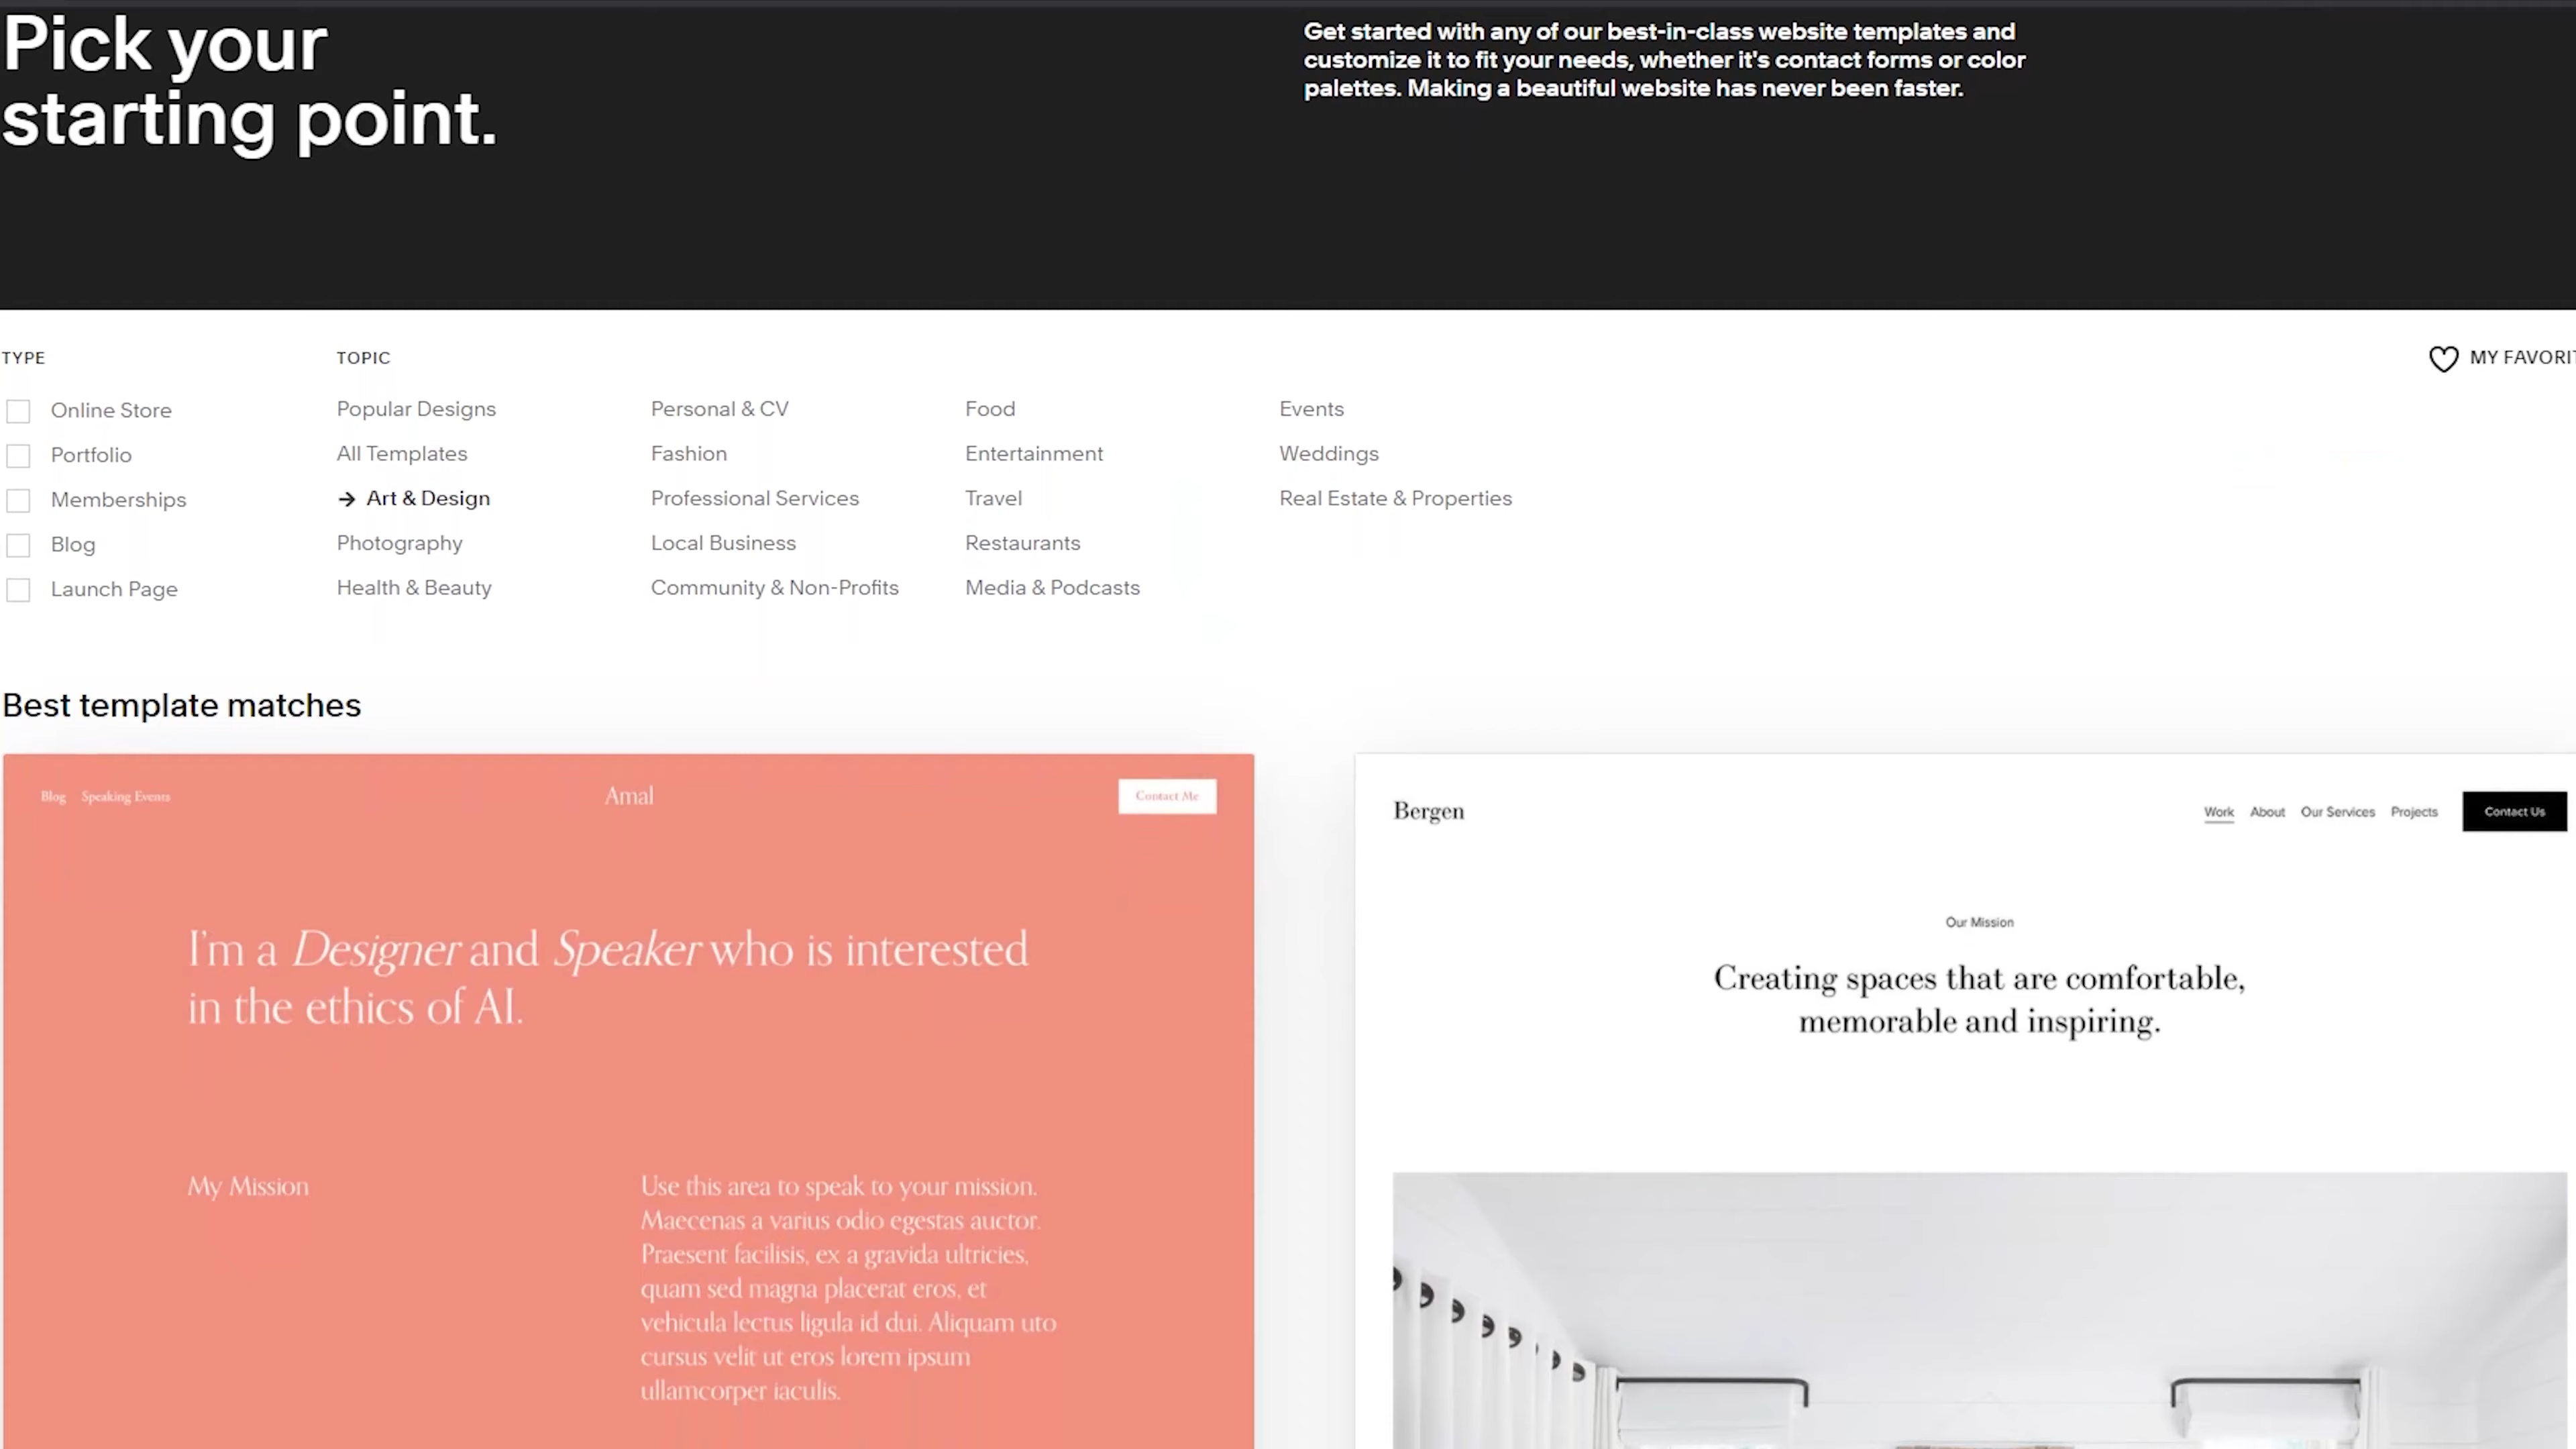 Pick your
starting point.
Get started with any of our best-in-class website templates and
customize it to fit your needs, whether it's contact forms or color
palettes. Making a beautiful website has never been faster.
TYPE
Online Store
Portfolio
Memberships
Blog
Launch Page
TOPIC
Popular Designs
All Templates
→ Art & Design
Photography
Health & Beauty
Personal & CV
Fashion
Professional Services
Local Business
Community & Non-Profits
Food
Entertainment
Travel
Restaurants
Media & Podcasts
Events
Weddings
Real Estate & Properties
MY FAVORIT
Best template matches
Blog Speaking Events
Amal
Contact Me
I'm a Designer and Speaker who is interested
in the ethics of AI.
My Mission
Use this area to speak to your mission.
Maecenas a varius odio egestas auctor.
Praesent facilisis, ex a gravida ultricies,
quam sed magna placerat eros, et
vehicula lectus ligula id dui. Aliquam uto
cursus velit ut eros lorem ipsum
ullamcorper iaculis.
Bergen
Work About Our Services Projects
Contact Us
Our Mission
Creating spaces that are comfortable,
memorable and inspiring.